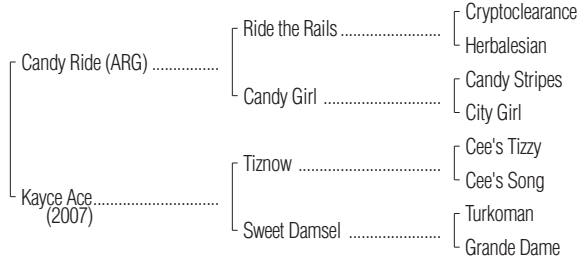 Cryptoclearance
Ride the Rails
Herbalesian
Candy Ride (ARG)
Candy Stripes
Candy Girl
City Girl
Cee's Tizzy
Tiznow
Cee's Song
Kayce Ace
(2007)
Turkoman
Sweet Damsel
Grande Dame